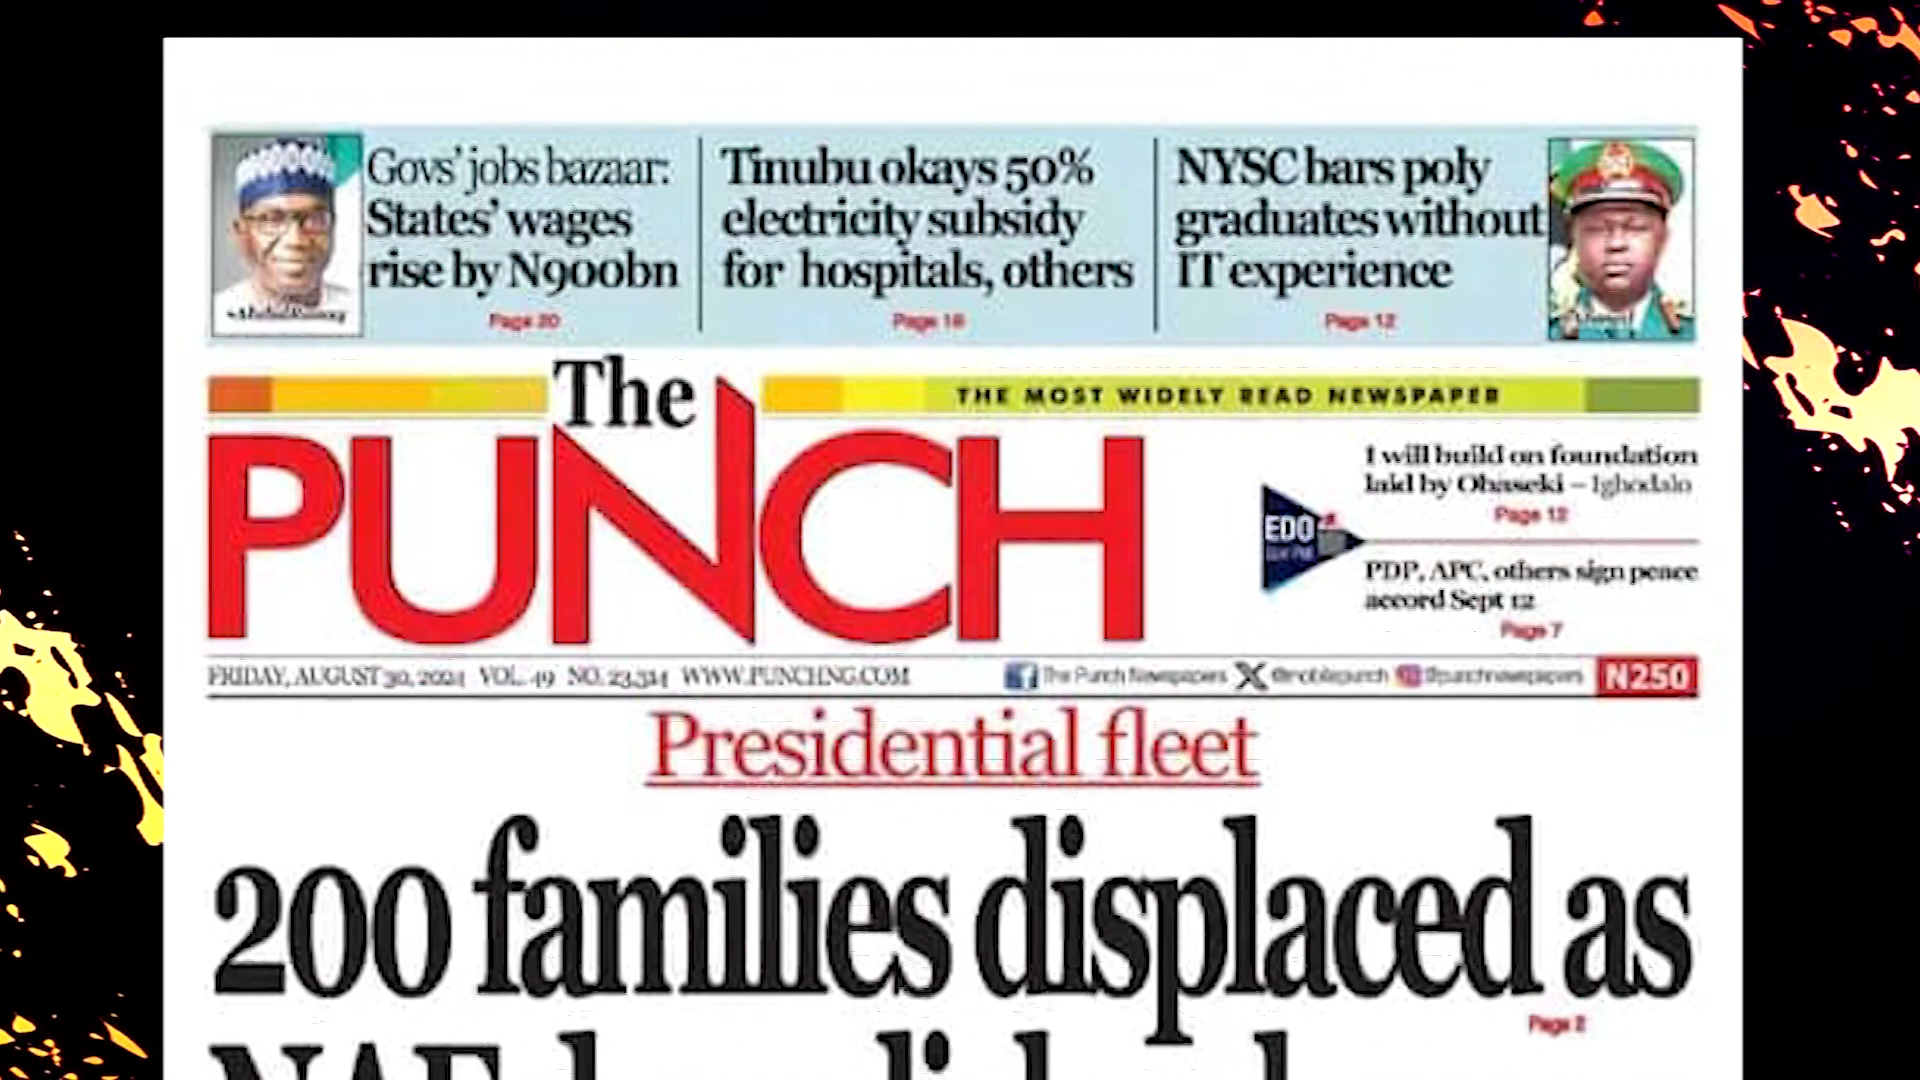 Govs' jobs bazaar:
States' wages
rise by N900bn
Page 20
Tinubu okays 50%
electricity subsidy
for hospitals, others
NYSC bars poly
graduates without
IT experience
Page 12
The
PUNCH
THE MOST WIDELY READ NEWSPAPER
I will build on foundation
laid by Obaseki – Ighodalo
Page 12
EDO
PDP, APC, others sign peace
accord Sept 12
Page 7
FRIDAY, AUGUST 30, 2024 VOL. 49 NO. 23,314 WWW.PUNCHNG.COM
The Punch Newspapers @mobilepunch @punchnewspapers N250
Presidential fleet
200 families displaced as
Page 2